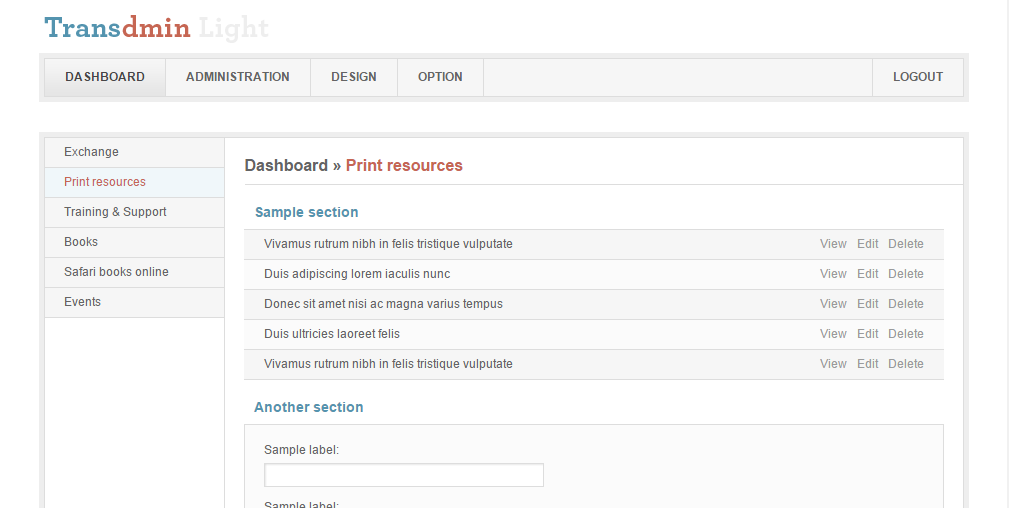 Transdmin Light
DASHBOARD ADMINISTRATION DESIGN OPTION LOGOUT
Exchange
Print resources
Training & Support
Books
Safari books online
Events
Dashboard » Print resources
Sample section
Vivamus rutrum nibh in felis tristique vulputate View Edit Delete
Duis adipiscing lorem iaculis nunc View Edit Delete
Donec sit amet nisi ac magna varius tempus View Edit Delete
Duis ultricies laoreet felis View Edit Delete
Vivamus rutrum nibh in felis tristique vulputate View Edit Delete
Another section
Sample label:
Sample label: